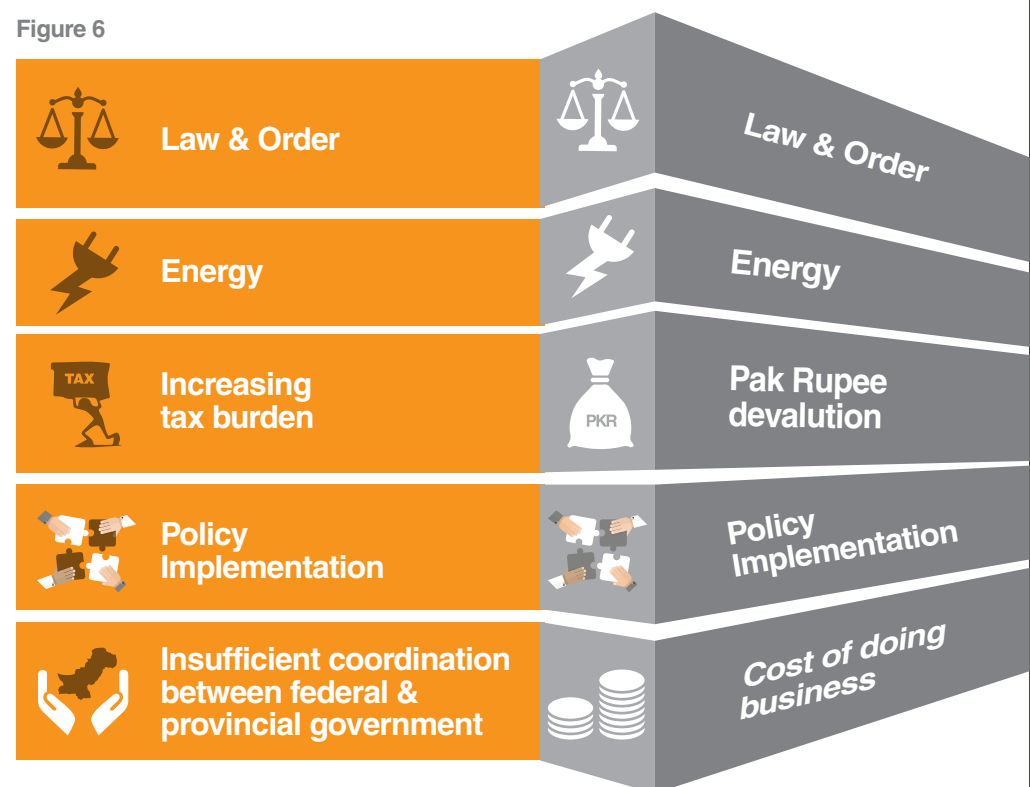 Figure 6
Law & Order
Law & Order
Energy
Energy
TAX
Increasing
tax burden
PKR
Pak Rupee
devalution
Policy
Implementation
Policy
Implementation
Insufficient coordination
between federal &
provincial government
Cost of doing
business